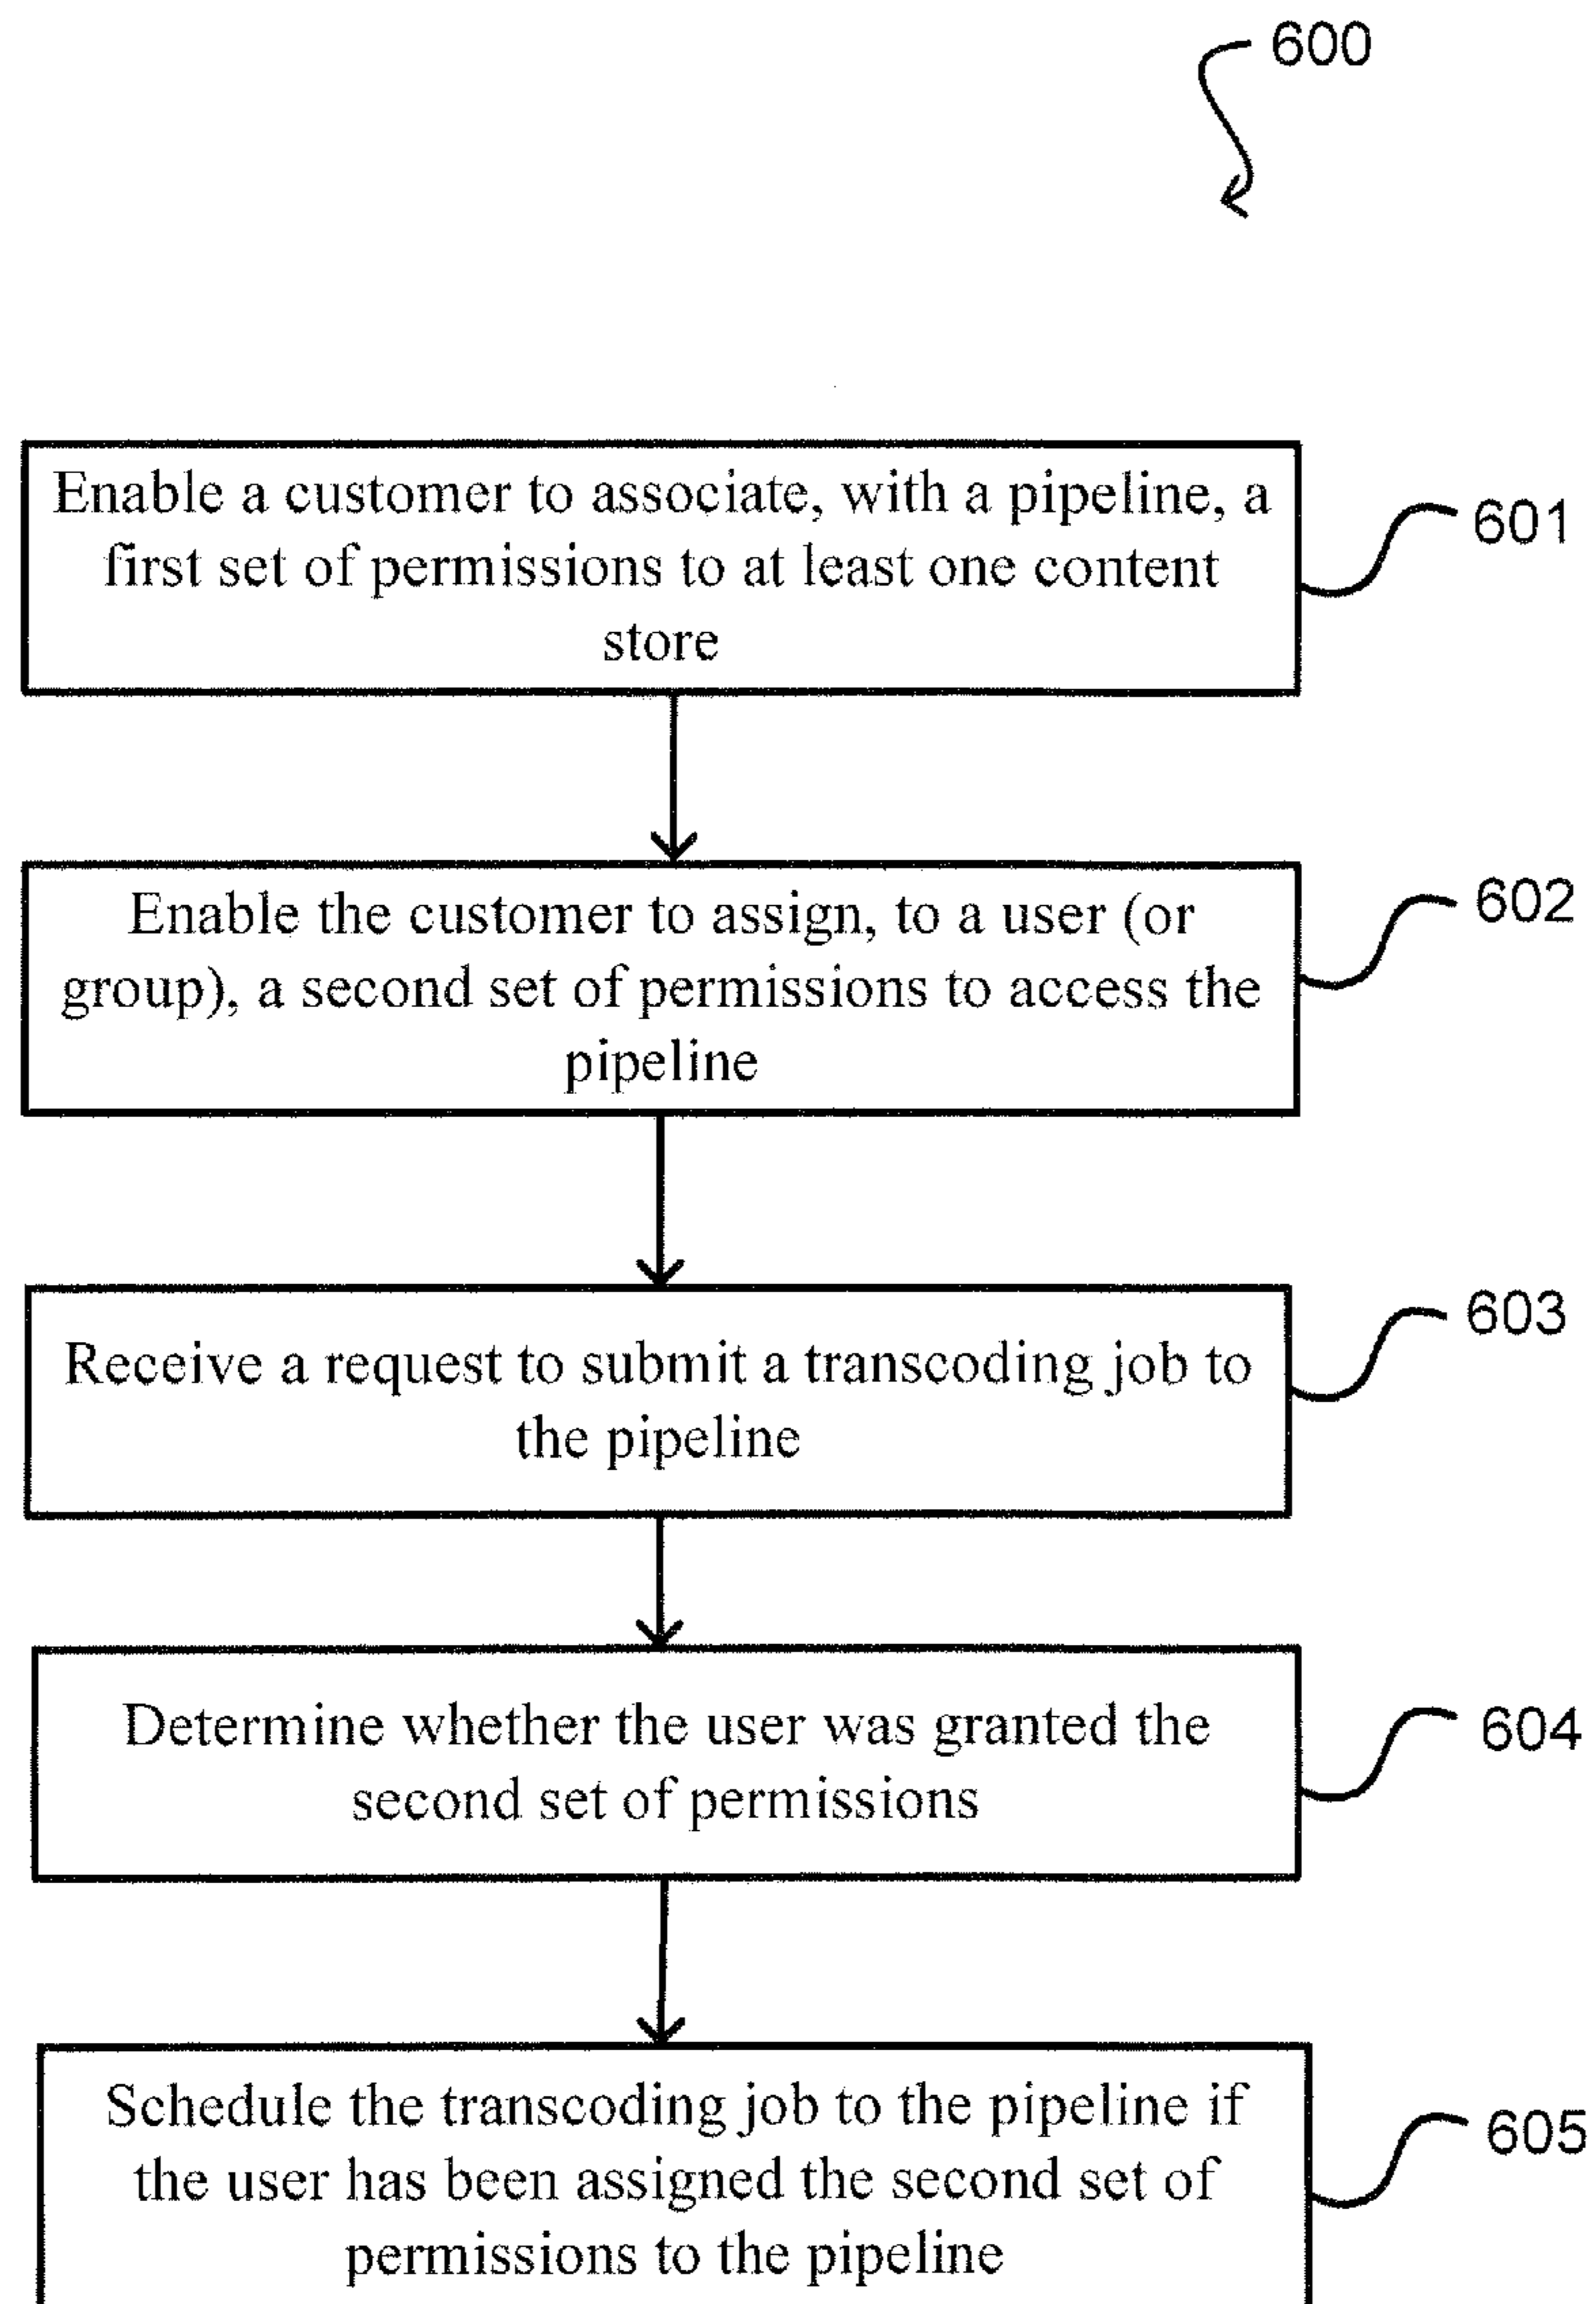 600
Enable a customer to associate, with a pipeline, a
first set of permissions to at least one content
store
601
Enable the customer to assign, to a user (or
group), a second set of permissions to access the
pipeline
602
Receive a request to submit a transcoding job to
the pipeline
603
Determine whether the user was granted the
second set of permissions
604
Schedule the transcoding job to the pipeline if
the user has been assigned the second set of
permissions to the pipeline
605